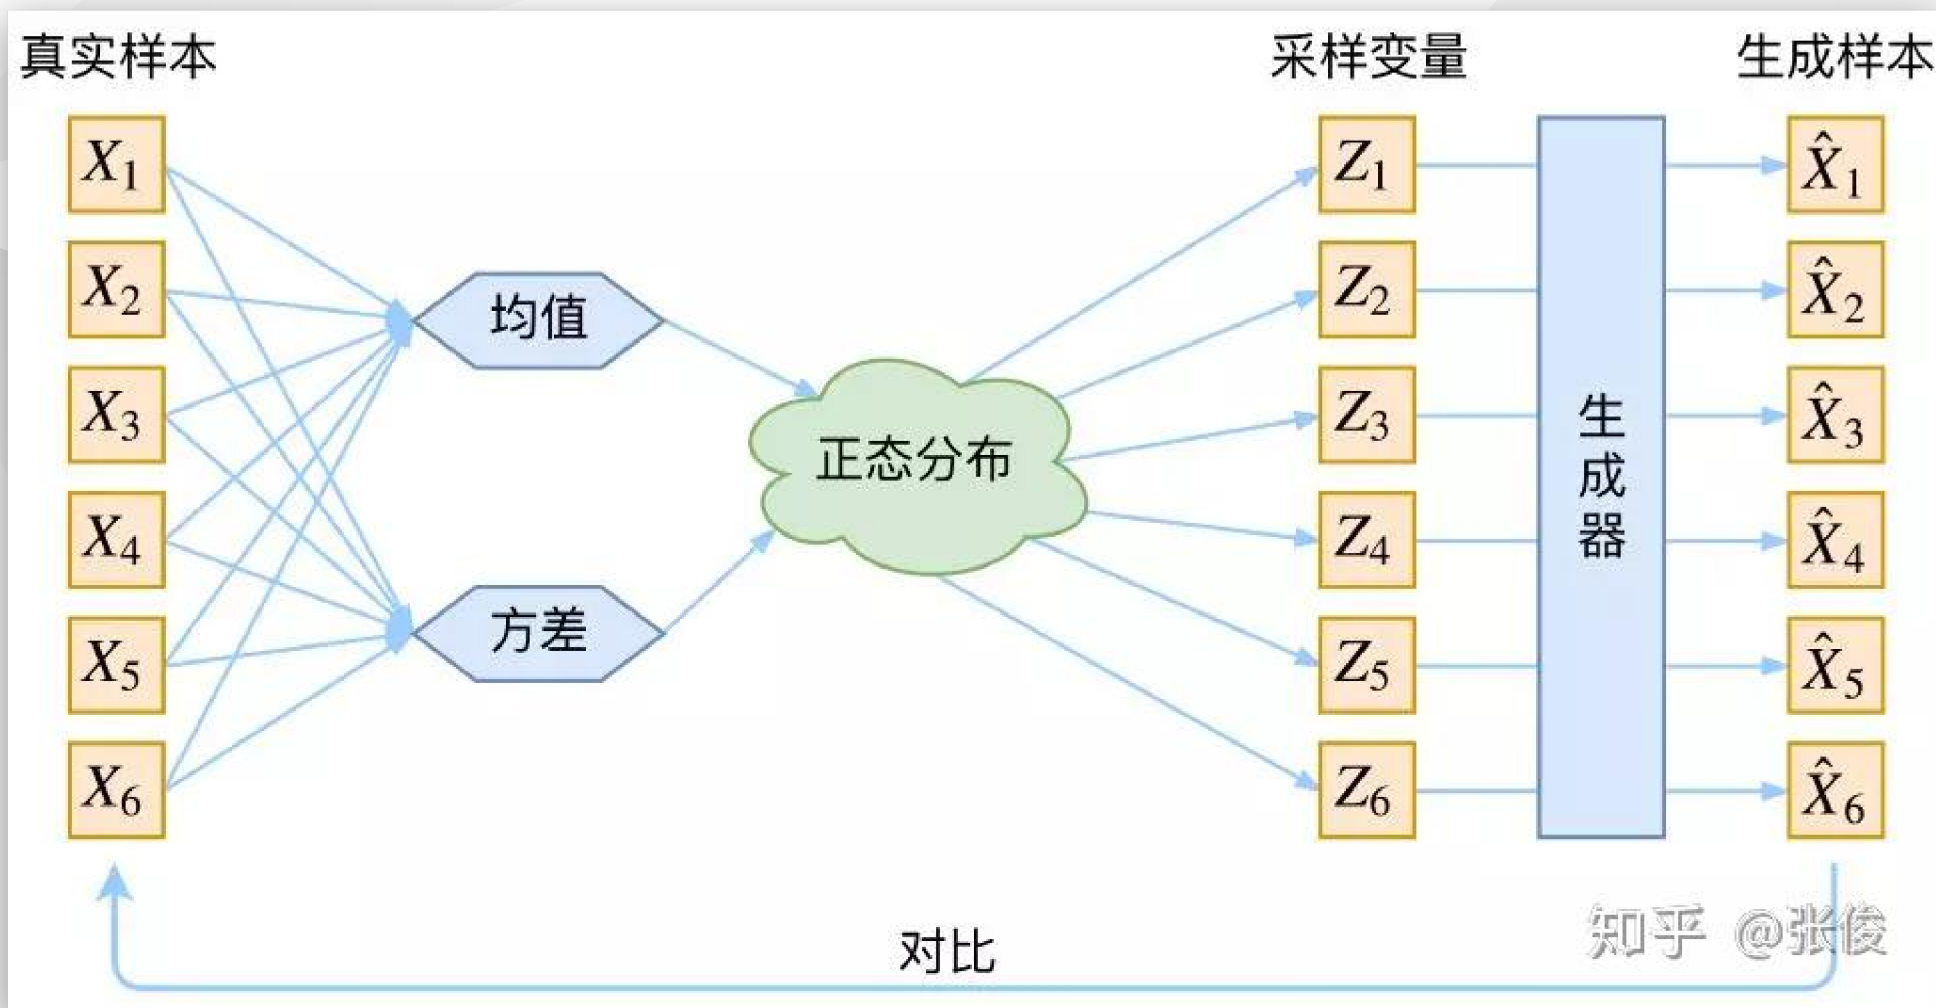 真实样本
采样变量
生成样本
X1
Z1
X̂1
X2
Z2
X̂2
均值
X3
Z3
X̂3
正态分布
生成器
X4
Z4
X̂4
方差
X5
Z5
X̂5
X6
Z6
X̂6
对比
知乎 @张俊